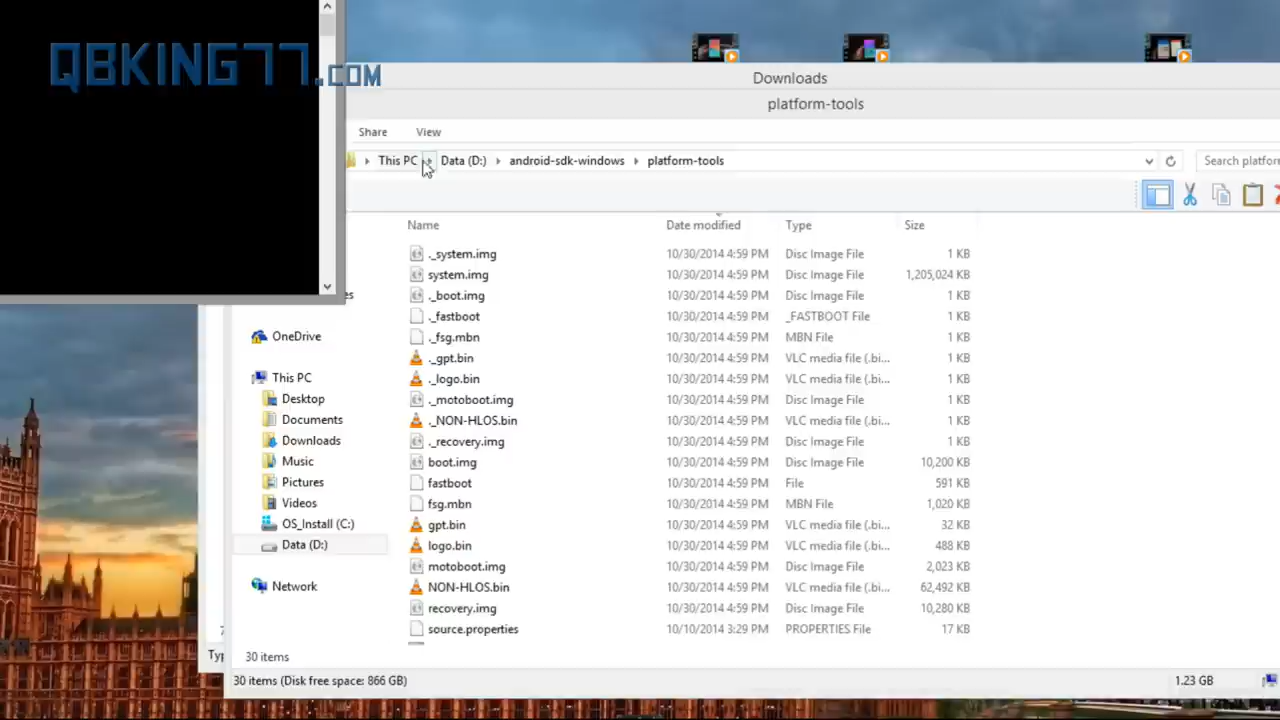 QBKING77.COM
Downloads
platform-tools
Share View
This PC Data (D:) android-sdk-windows platform-tools Search platform
Name Date modified Type Size
._system.img 10/30/2014 4:59 PM Disc Image File 1 KB
system.img 10/30/2014 4:59 PM Disc Image File 1,205,024 KB
._boot.img 10/30/2014 4:59 PM Disc Image File 1 KB
._fastboot 10/30/2014 4:59 PM _FASTBOOT File 1 KB
._fsg.mbn 10/30/2014 4:59 PM MBN File 1 KB
._gpt.bin 10/30/2014 4:59 PM VLC media file (.bi... 1 KB
._logo.bin 10/30/2014 4:59 PM VLC media file (.bi... 1 KB
._motoboot.img 10/30/2014 4:59 PM Disc Image File 1 KB
._NON-HLOS.bin 10/30/2014 4:59 PM VLC media file (.bi... 1 KB
._recovery.img 10/30/2014 4:59 PM Disc Image File 1 KB
boot.img 10/30/2014 4:59 PM Disc Image File 10,200 KB
fastboot 10/30/2014 4:59 PM File 591 KB
fsg.mbn 10/30/2014 4:59 PM MBN File 1,020 KB
gpt.bin 10/30/2014 4:59 PM VLC media file (.bi... 32 KB
logo.bin 10/30/2014 4:59 PM VLC media file (.bi... 488 KB
motoboot.img 10/30/2014 4:59 PM Disc Image File 2,023 KB
NON-HLOS.bin 10/30/2014 4:59 PM VLC media file (.bi... 62,492 KB
recovery.img 10/30/2014 4:59 PM Disc Image File 10,280 KB
source.properties 10/10/2014 3:29 PM PROPERTIES File 17 KB
es
OneDrive
This PC
Desktop
Documents
Downloads
Music
Pictures
Videos
OS_Install (C:)
Data (D:)
Network
Typ
30 items
30 items (Disk free space: 866 GB) 1.23 GB